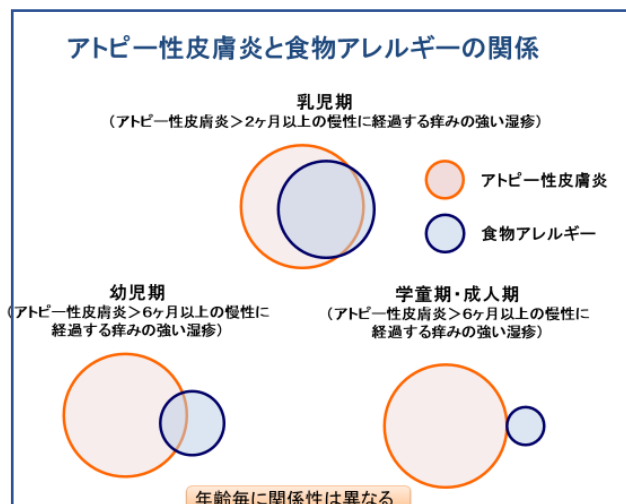 アトピー性皮膚炎と食物アレルギーの関係
乳児期
(アトピー性皮膚炎＞2ヶ月以上の慢性に経過する痒みの強い湿疹)
アトピー性皮膚炎
食物アレルギー
幼児期
(アトピー性皮膚炎＞6ヶ月以上の慢性に
経過する痒みの強い湿疹)
学童期・成人期
(アトピー性皮膚炎＞6ヶ月以上の慢性に
経過する痒みの強い湿疹)
年齢毎に関係性は異なる